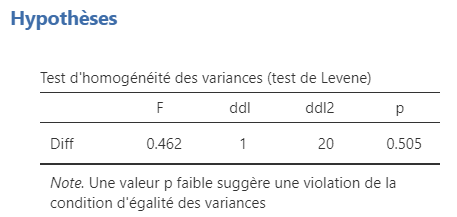 Hypothèses
Test d'homogénéité des variances (test de Levene)
F ddl ddl2 p
Diff 0.462 1 20 0.505
Note. Une valeur p faible suggère une violation de la
condition d'égalité des variances